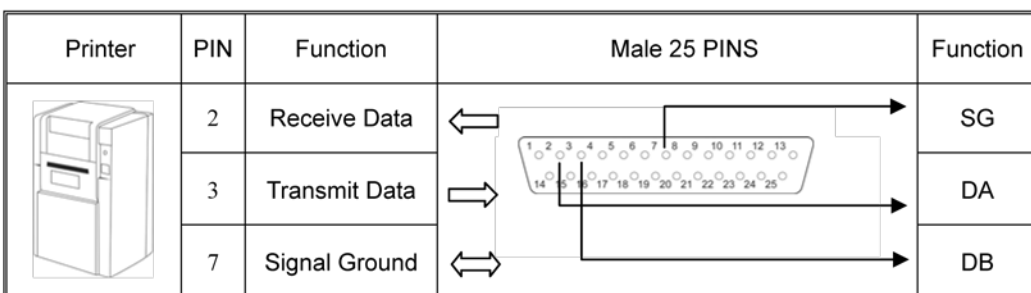 Printer PIN Function Male 25 PINS Function
2 Receive Data SG
1 2 3 4 5 6 7 8 9 10 11 12 13
14 15 16 17 18 19 20 21 22 23 24 25
3 Transmit Data DA
7 Signal Ground DB